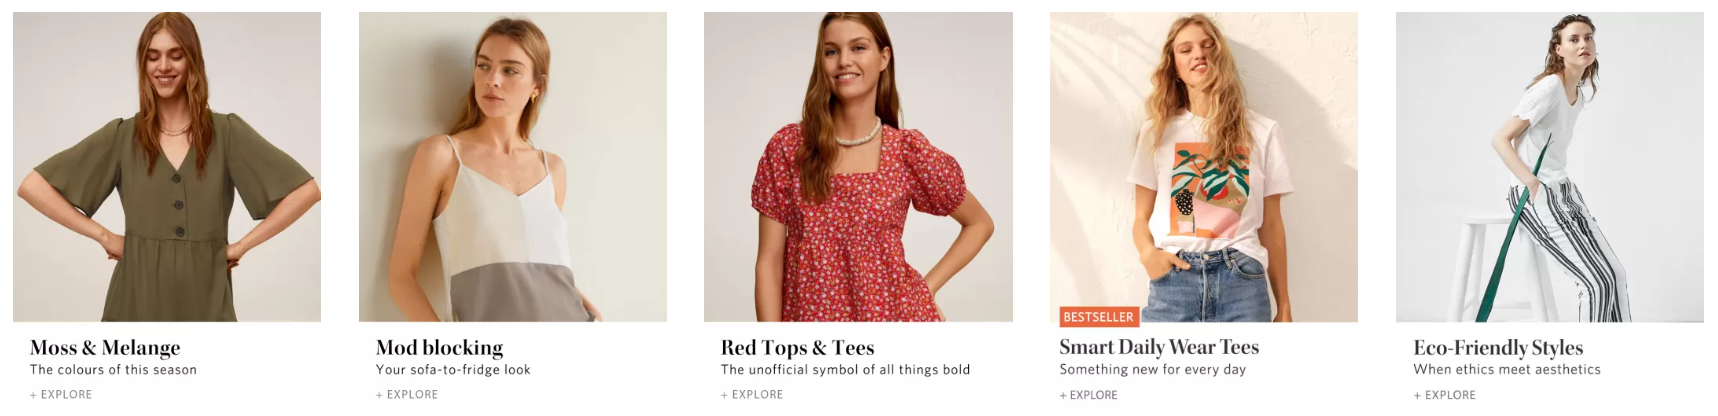 Moss & Melange
The colours of this season
+ EXPLORE
Mod blocking
Your sofa-to-fridge look
+ EXPLORE
Red Tops & Tees
The unofficial symbol of all things bold
+ EXPLORE
BESTSELLER
Smart Daily Wear Tees
Something new for every day
+ EXPLORE
Eco-Friendly Styles
When ethics meet aesthetics
+ EXPLORE